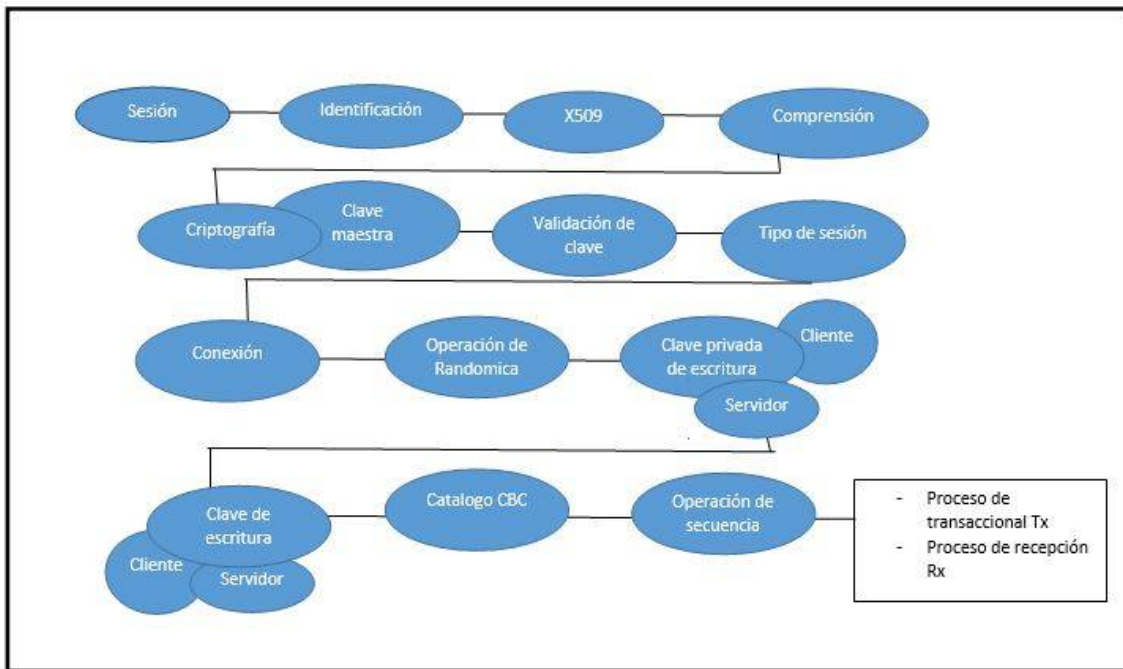 Sesión
Identificación
X509
Comprensión
Criptografía
Clave
maestra
Validación de
clave
Tipo de sesión
Conexión
Operación de
Randomica
Clave privada
de escritura
Cliente
Servidor
Clave de
escritura
Cliente
Servidor
Catalogo CBC
Operación de
secuencia
- Proceso de
transaccional Tx
- Proceso de recepción
Rx